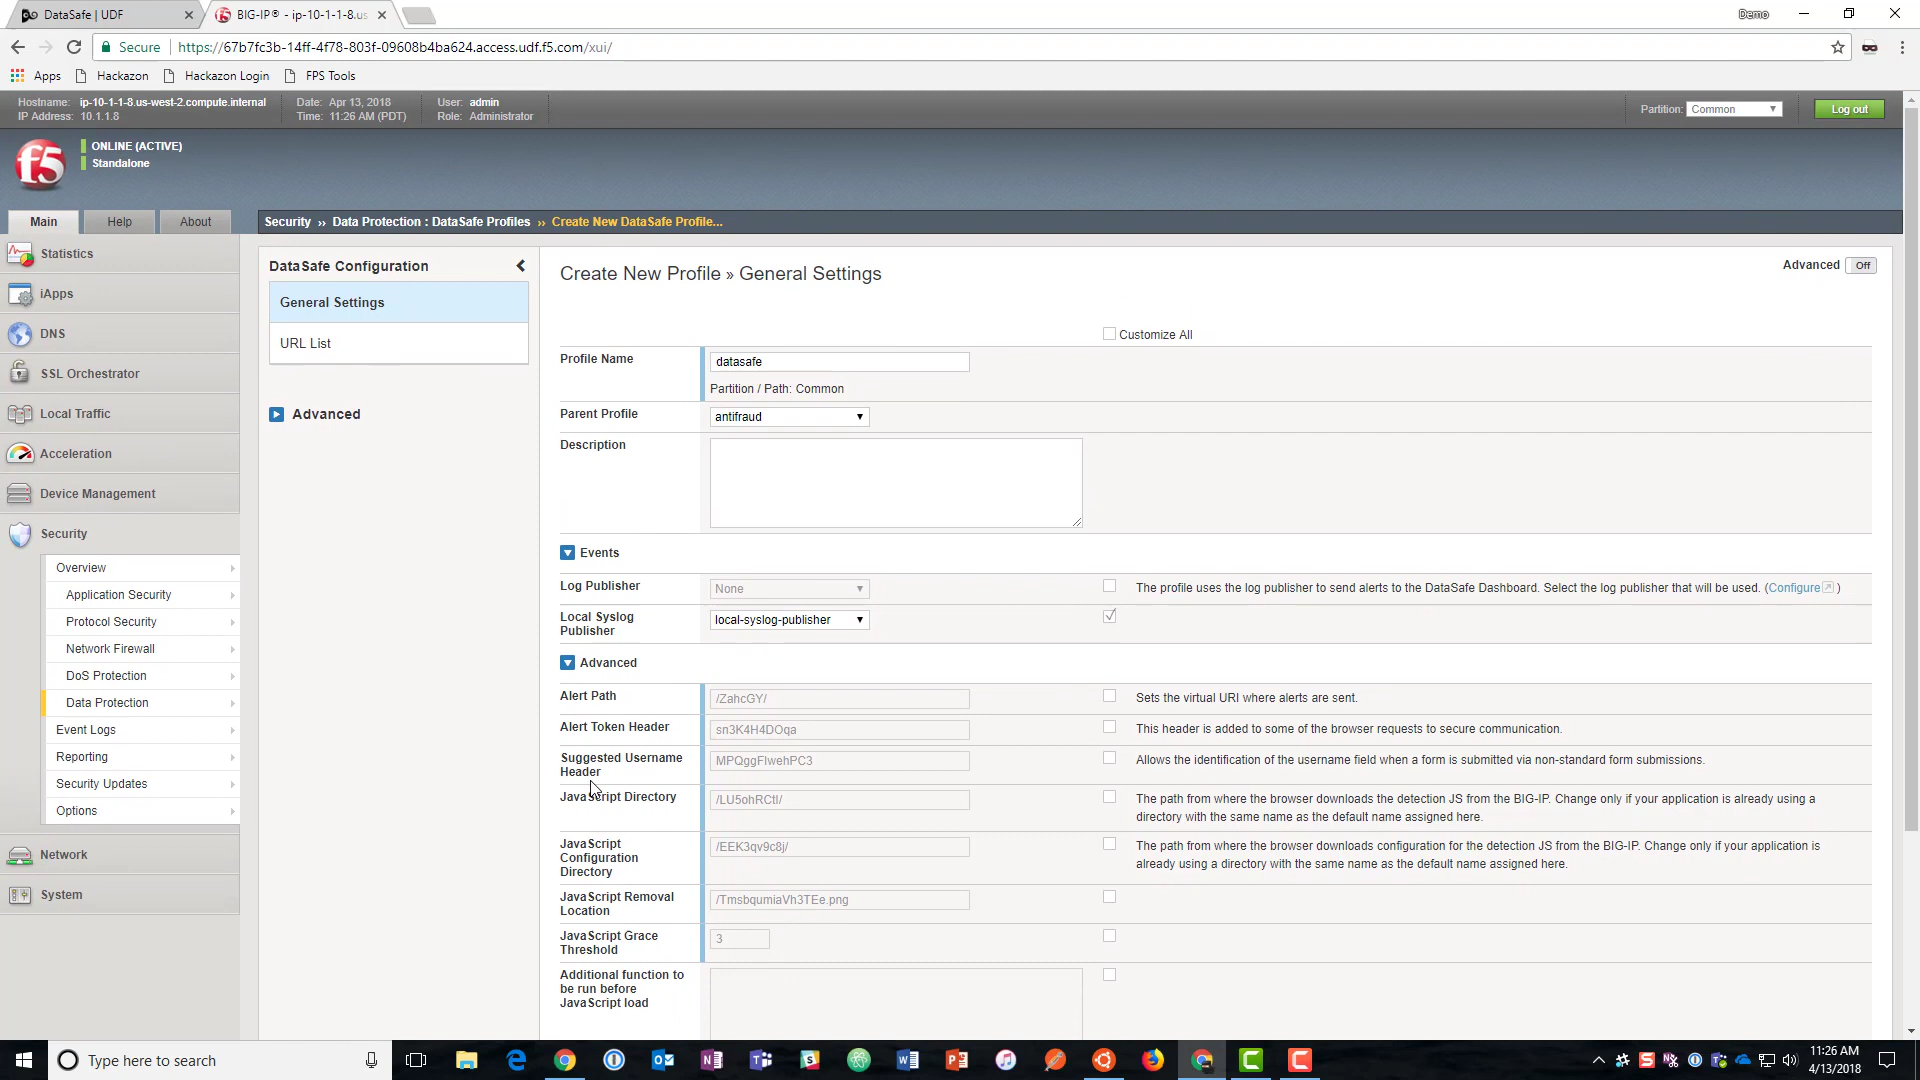 DataSafe | UDF
BIG-IP® - ip-10-1-1-8.us
Demo
Secure
https://67b7fc3b-14ff-4f78-803f-09608b4ba624.access.udf.f5.com/xui/
Apps
Hackazon
Hackazon Login
FPS Tools
Hostname: ip-10-1-1-8.us-west-2.compute.internal
IP Address: 10.1.1.8
Date: Apr 13, 2018
Time: 11:26 AM (PDT)
User: admin
Role: Administrator
Partition: Common
Log out
f5
ONLINE (ACTIVE)
Standalone
Main
Help
About
Security ›› Data Protection : DataSafe Profiles ›› Create New DataSafe Profile...
Statistics
iApps
DNS
SSL Orchestrator
Local Traffic
Acceleration
Device Management
Security
Overview
Application Security
Protocol Security
Network Firewall
DoS Protection
Data Protection
Event Logs
Reporting
Security Updates
Options
Network
System
DataSafe Configuration
General Settings
URL List
Advanced
Create New Profile » General Settings
Advanced Off
Customize All
Profile Name
datasafe
Partition / Path: Common
Parent Profile
antifraud
Description
Events
Log Publisher
None
The profile uses the log publisher to send alerts to the DataSafe Dashboard. Select the log publisher that will be used. (Configure )
Local Syslog
Publisher
local-syslog-publisher
Advanced
Alert Path
/ZahcGY/
Sets the virtual URI where alerts are sent.
Alert Token Header
sn3K4H4DOqa
This header is added to some of the browser requests to secure communication.
Suggested Username
Header
MPQggFIwehPC3
Allows the identification of the username field when a form is submitted via non-standard form submissions.
JavaScript Directory
/LU5ohRCtI/
The path from where the browser downloads the detection JS from the BIG-IP. Change only if your application is already using a
directory with the same name as the default name assigned here.
JavaScript
Configuration
Directory
/EEK3qv9c8j/
The path from where the browser downloads configuration for the detection JS from the BIG-IP. Change only if your application is
already using a directory with the same name as the default name assigned here.
JavaScript Removal
Location
/TmsbqumiaVh3TEe.png
JavaScript Grace
Threshold
3
Additional function to
be run before
JavaScript load
Type here to search
11:26 AM
4/13/2018